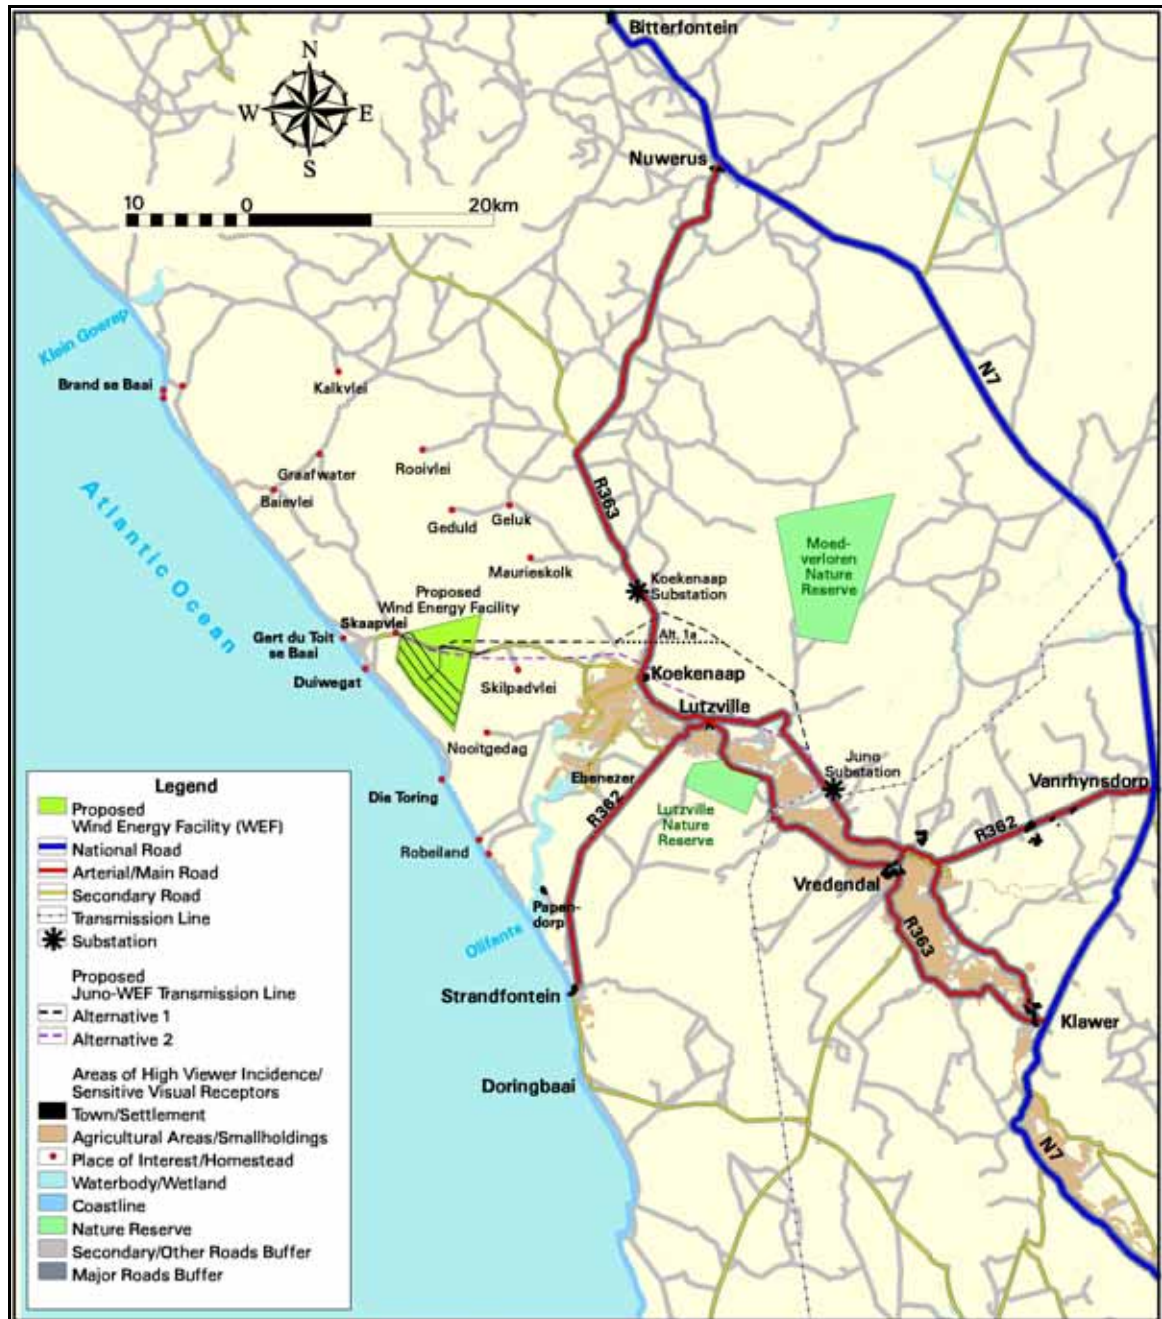 Bitterfontein
N
W E
S
Nuwerus
10 0 20km
Klein Goerap
Brand se Baai
Kalkvlei
N7
Graafwater
Rooivlei
Baievlei
R363
Geduld
Geluk
Atlantic Ocean
Moed-
verloren
Nature
Reserve
Maurieskolk
Koekenaap
Substation
Proposed
Wind Energy Facility
Skaapvlei
Gert du Toit
se Baai
Alt. 1a
Duiwegat
Skilpadvlei
Koekenaap
Lutzville
Nooitgedag
Juno
Substation
Ebenezer
Die Toring
R362
Vanrhynsdorp
Lutzville
Nature
Reserve
R362
Robeiland
Vredendal
Papen-
dorp
R363
Olifants
Strandfontein
Klawer
Doringbaai
N7
Legend
Proposed
Wind Energy Facility (WEF)
National Road
Arterial/Main Road
Secondary Road
Transmission Line
Substation
Proposed
Juno-WEF Transmission Line
Alternative 1
Alternative 2
Areas of High Viewer Incidence/
Sensitive Visual Receptors
Town/Settlement
Agricultural Areas/Smallholdings
Place of Interest/Homestead
Waterbody/Wetland
Coastline
Nature Reserve
Secondary/Other Roads Buffer
Major Roads Buffer